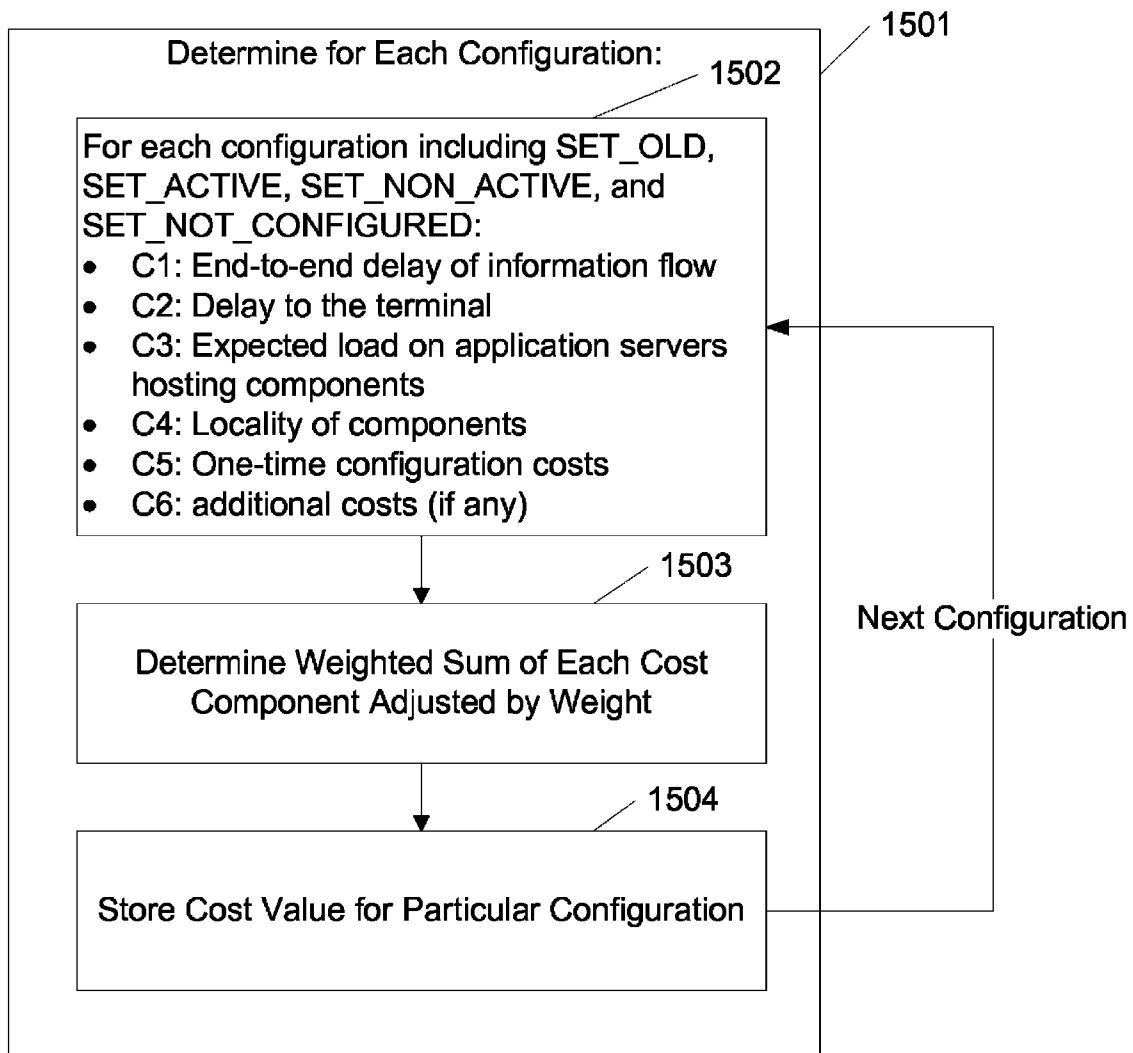 1501
Determine for Each Configuration:
1502
For each configuration including SET_OLD,
SET_ACTIVE, SET_NON_ACTIVE, and
SET_NOT_CONFIGURED:
• C1: End-to-end delay of information flow
• C2: Delay to the terminal
• C3: Expected load on application servers
hosting components
• C4: Locality of components
• C5: One-time configuration costs
• C6: additional costs (if any)
1503
Next Configuration
Determine Weighted Sum of Each Cost
Component Adjusted by Weight
1504
Store Cost Value for Particular Configuration